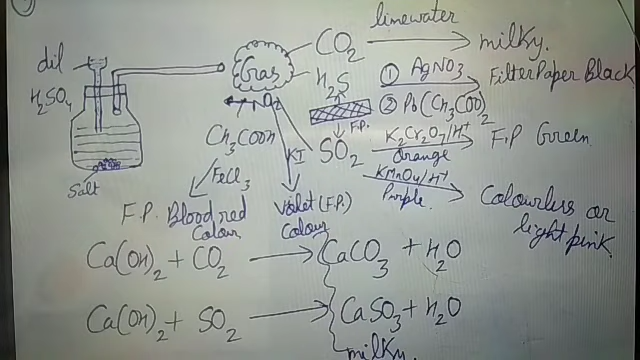 limewater
dil
H2SO4
Gas
CO2
milky.
H2S
① AgNO3
Filter Paper Black
② Pb(CH3COO)2
F.P.
CH3COOH
KI
SO2
K2Cr2O7/H+
Orange
F.P Green
KMnO4/H+
Purple
Colourless or
light pink
Salt
FeCl3
F.P. Blood red
Colour
Violet (F.P.)
Colour
Ca(OH)2 + CO2
CaCO3 + H2O
Ca(OH)2 + SO2
CaSO3 + H2O
milky.